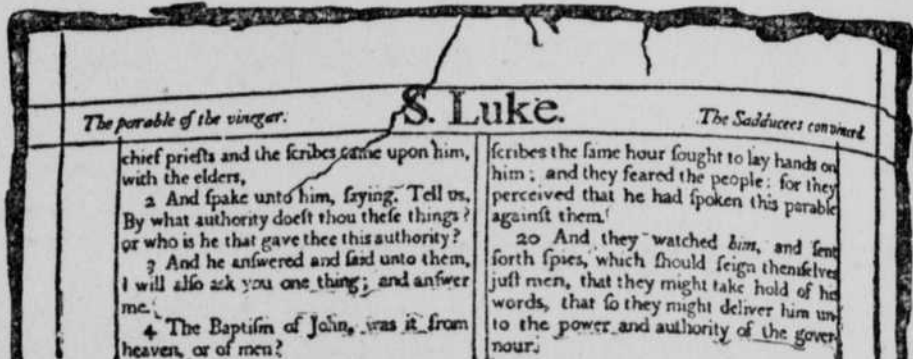 The parable of the vinegar.
S. Luke.
The Sadducees convinced
chief prieſts and the ſcribes came upon him,
with the elders,
2 And ſpake unto him, ſaying. Tell us,
By what authority doeſt thou theſe things?
or who is he that gave thee this authority?
3 And he anſwered and ſaid unto them,
I will alſo ask you one thing; and anſwer
me.
4 The Baptiſm of John, was it from
heaven, or of men?
ſcribes the ſame hour ſought to lay hands on
him; and they feared the people: for they
perceived that he had ſpoken this parable
againſt them.
20 And they watched him, and ſent
forth ſpies, which ſhould feign themſelves
juſt men, that they might take hold of his
words, that ſo they might deliver him un-
to the power and authority of the gover-
nour.